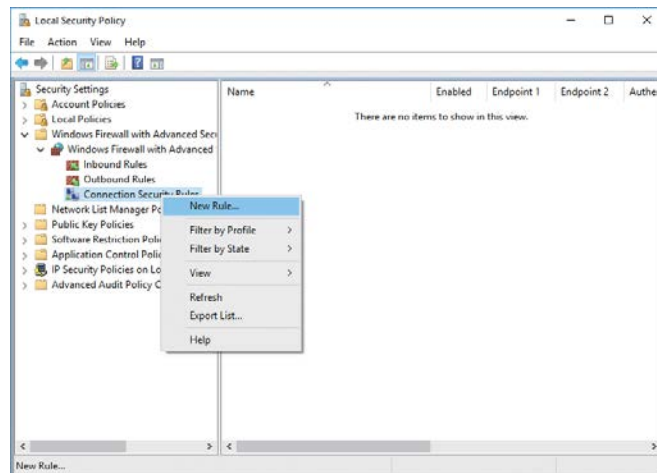 Local Security Policy
File Action View Help
Security Settings
Account Policies
Local Policies
Windows Firewall with Advanced Secu
Windows Firewall with Advanced
Inbound Rules
Outbound Rules
Connection Security Rules
Network List Manager Po
Public Key Policies
Software Restriction Poli
Application Control Polic
IP Security Policies on Lo
Advanced Audit Policy C
New Rule...
Filter by Profile
Filter by State
View
Refresh
Export List...
Help
Name Enabled Endpoint 1 Endpoint 2 Authe
There are no items to show in this view.
New Rule...